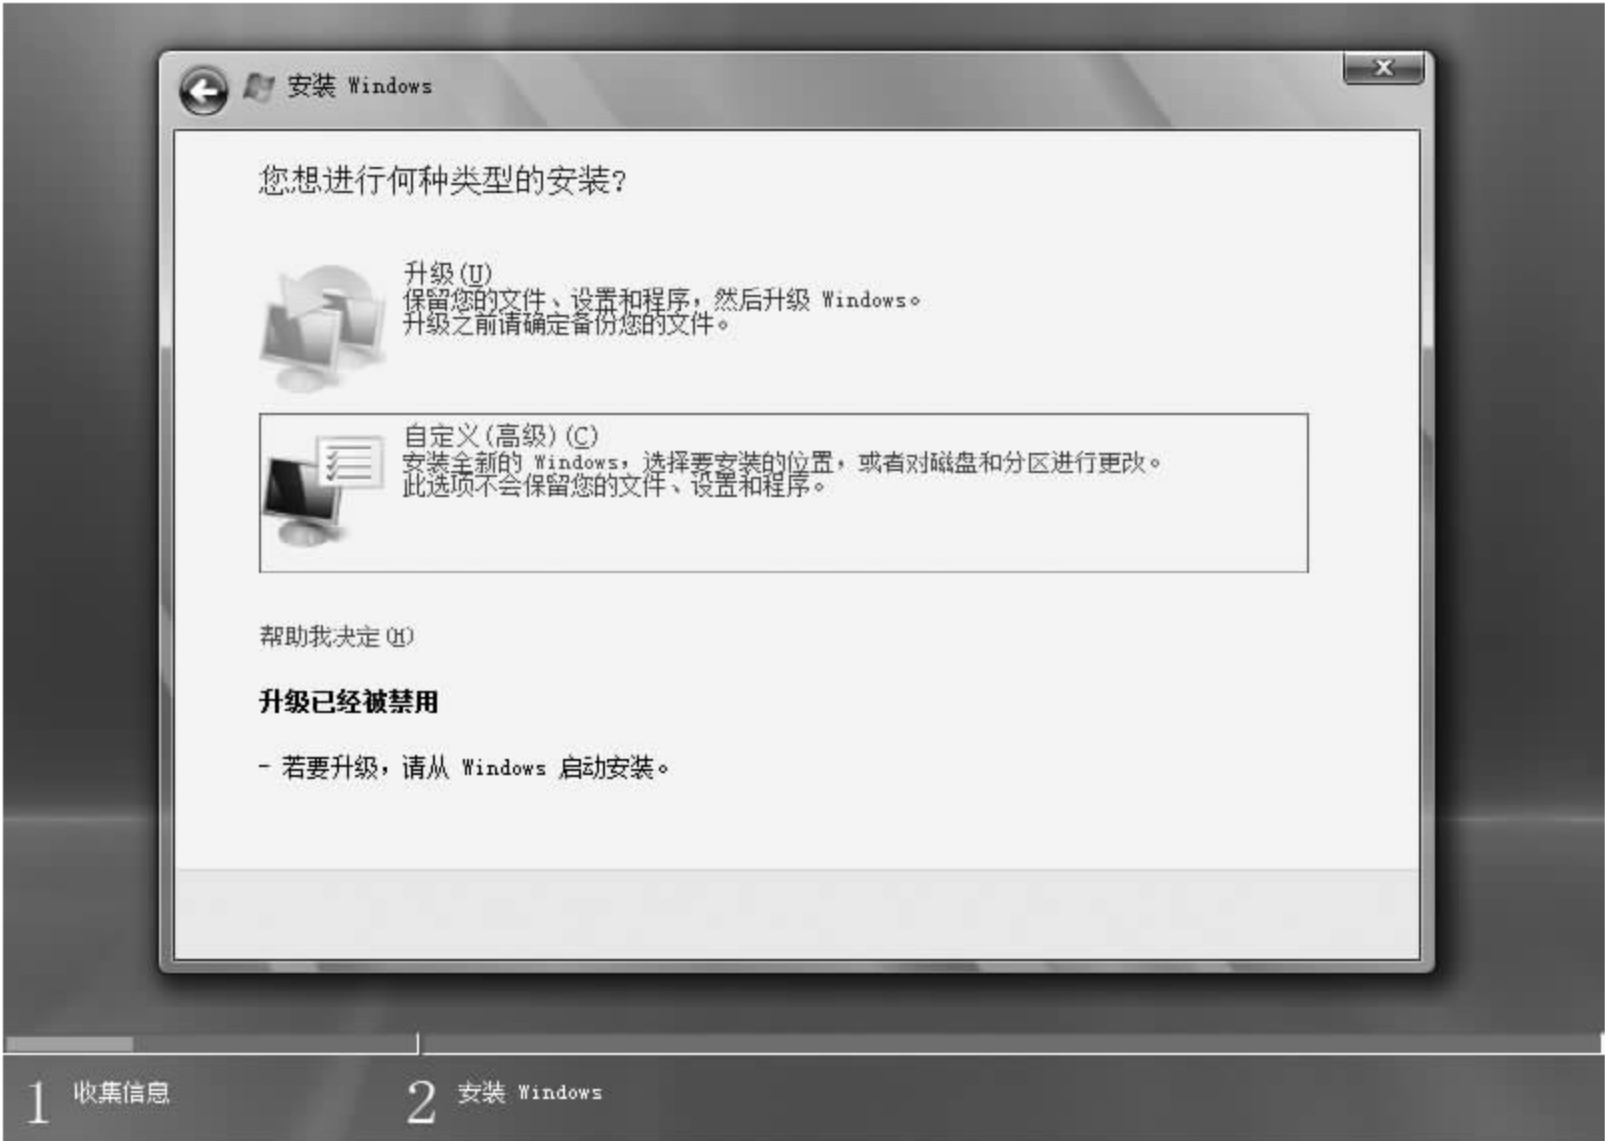 安装 Windows
您想进行何种类型的安装?
升级(U)
保留您的文件、设置和程序，然后升级 Windows。
升级之前请确定备份您的文件。
自定义(高级)(C)
安装全新的 Windows，选择要安装的位置，或者对磁盘和分区进行更改。
此选项不会保留您的文件、设置和程序。
帮助我决定(H)
升级已经被禁用
- 若要升级，请从 Windows 启动安装。
1 收集信息
2 安装 Windows